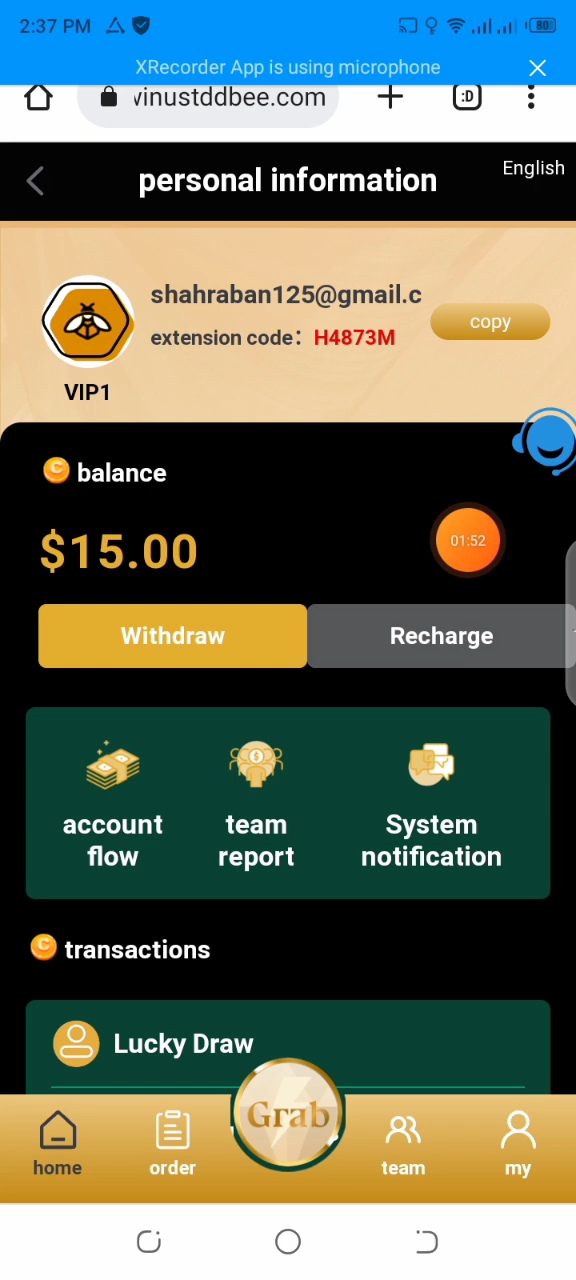 2:37 PM
80
XRecorder App is using microphone
vinustddbee.com
:D
personal information
English
shahraban125@gmail.c
extension code: H4873M
copy
VIP1
balance
$15.00
01:52
Withdraw
Recharge
account flow
team report
System notification
transactions
Lucky Draw
Grab
home
order
team
my